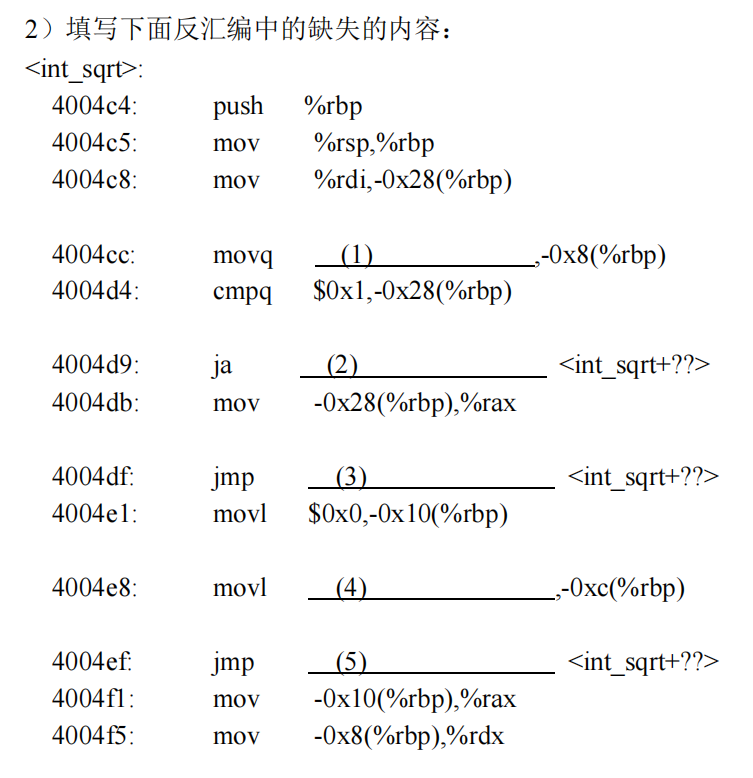 2）填写下面反汇编中的缺失的内容：
<int_sqrt>:
4004c4: push %rbp
4004c5: mov %rsp,%rbp
4004c8: mov %rdi,-0x28(%rbp)
4004cc: movq (1) ,-0x8(%rbp)
4004d4: cmpq $0x1,-0x28(%rbp)
4004d9: ja (2) <int_sqrt+??>
4004db: mov -0x28(%rbp),%rax
4004df: jmp (3) <int_sqrt+??>
4004e1: movl $0x0,-0x10(%rbp)
4004e8: movl (4) ,-0xc(%rbp)
4004ef: jmp (5) <int_sqrt+??>
4004f1: mov -0x10(%rbp),%rax
4004f5: mov -0x8(%rbp),%rdx